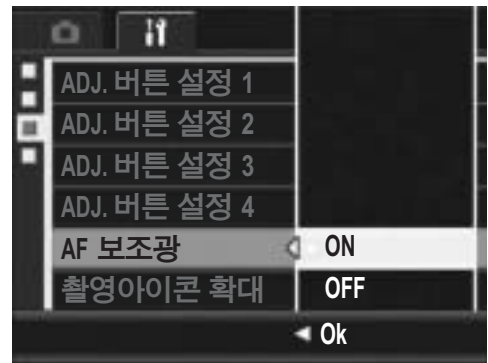 ADJ. 버튼 설정 1
ADJ. 버튼 설정 2
ADJ. 버튼 설정 3
ADJ. 버튼 설정 4
AF 보조광 ON
촬영아이콘 확대 OFF
Ok